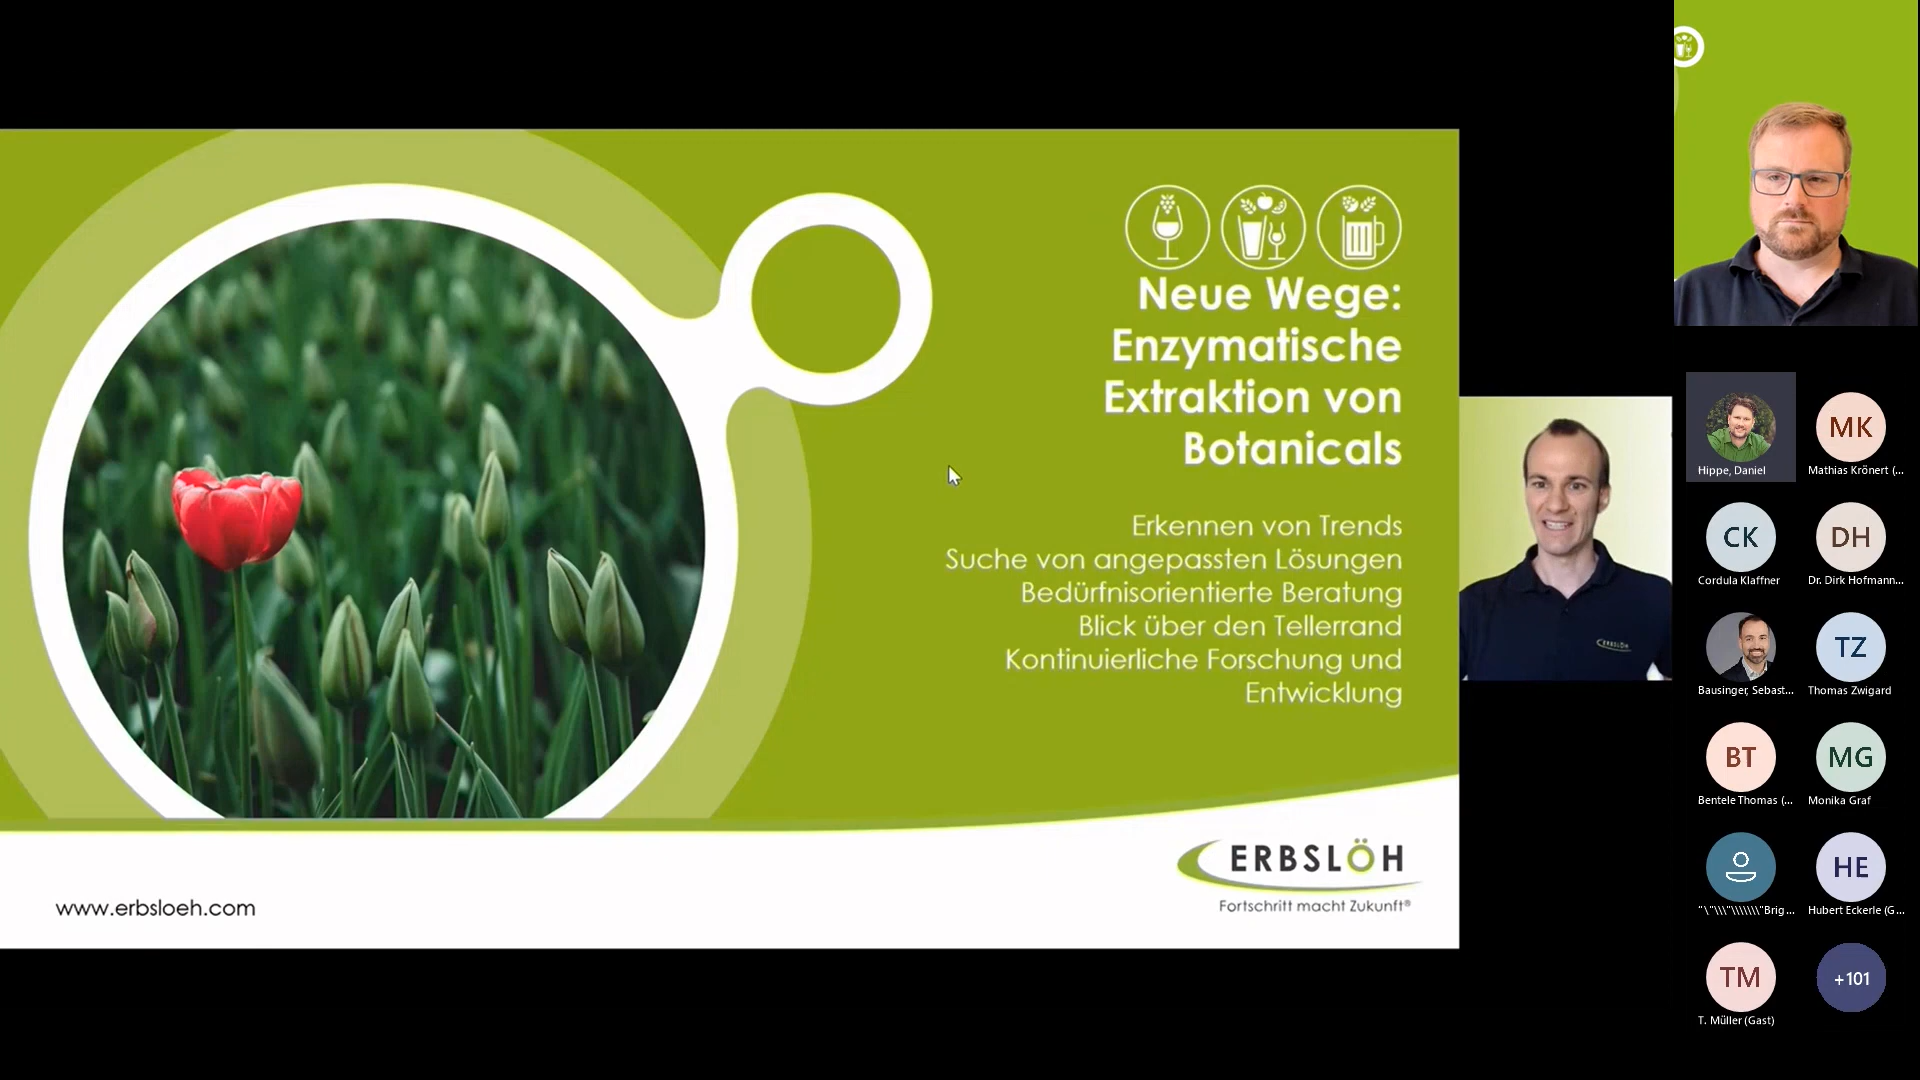 Neue Wege:
Enzymatische
Extraktion von
Botanicals
Erkennen von Trends
Suche von angepassten Lösungen
Bedürfnisorientierte Beratung
Blick über den Tellerrand
Kontinuierliche Forschung und
Entwicklung
ERBSLÖH
Fortschritt macht Zukunft®
www.erbsloeh.com
ERBSLÖH
Hippe, Daniel
MK
Mathias Krönert (...
CK
Cordula Klaffner
DH
Dr. Dirk Hofmann...
Bausinger, Sebast...
TZ
Thomas Zwigard
BT
Bentele Thomas (...
MG
Monika Graf
"\"\\\"\\\\\\\"Brig...
HE
Hubert Eckerle (G...
TM
T. Müller (Gast)
+101